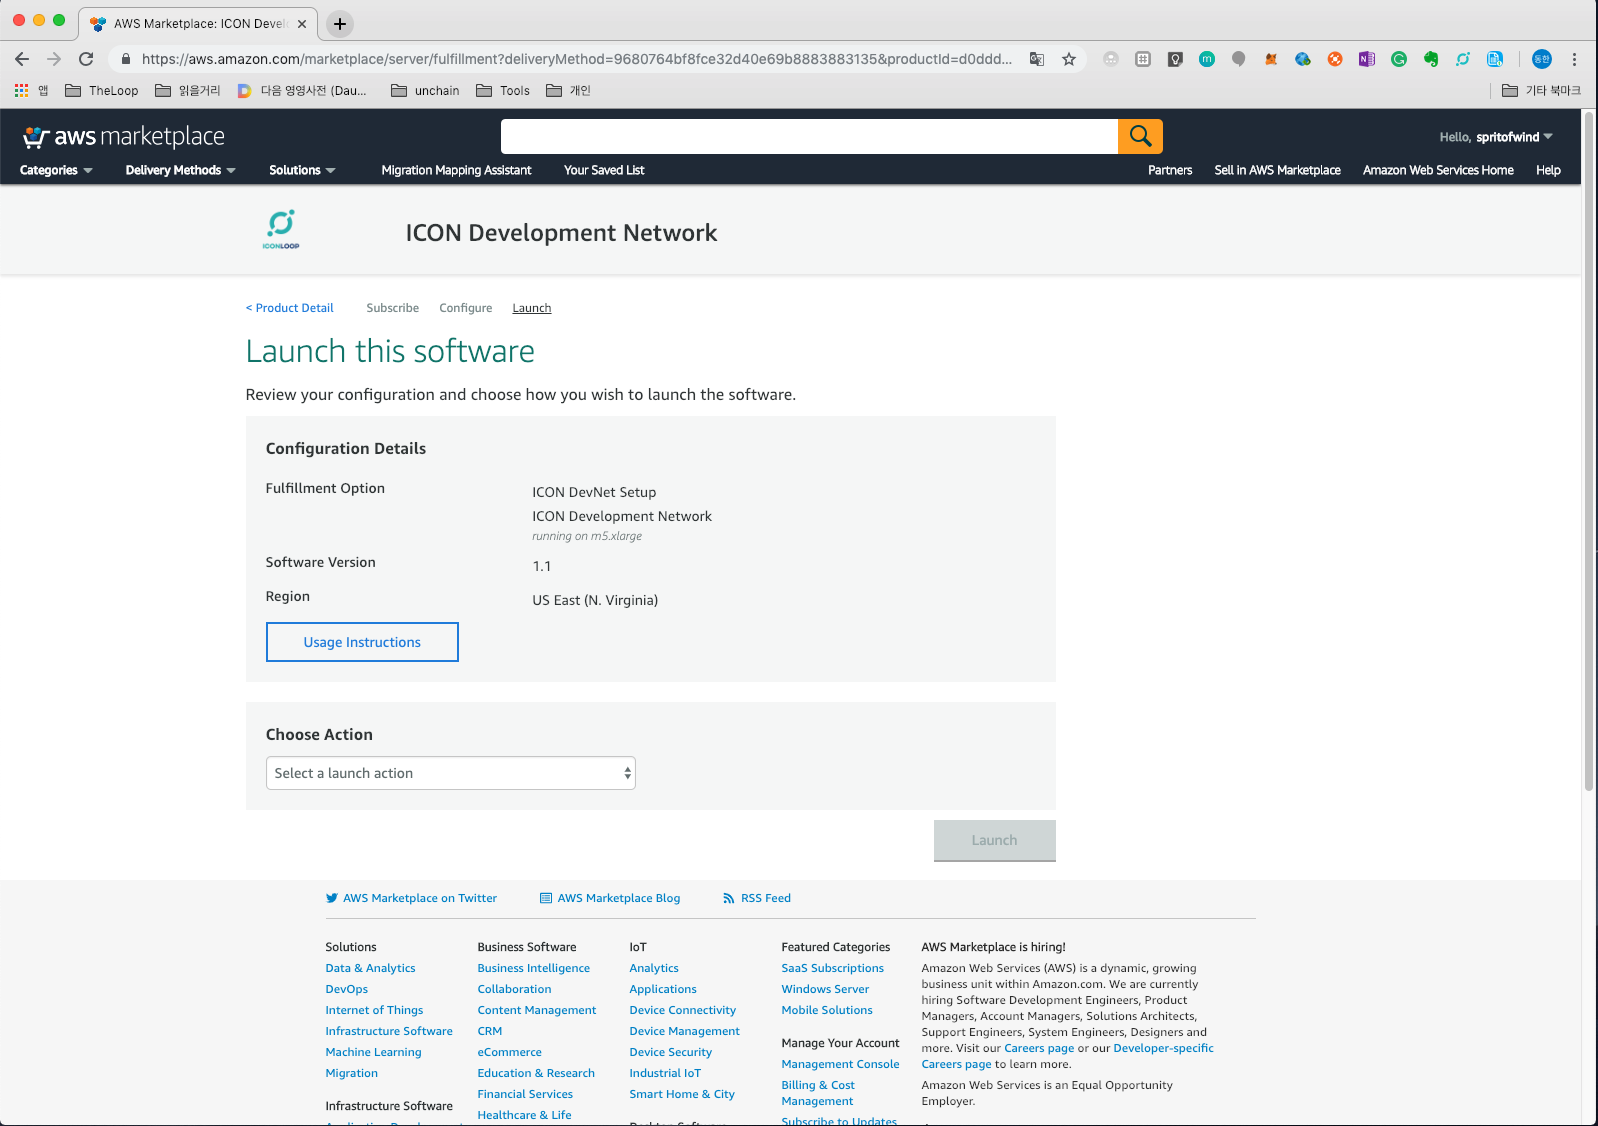 AWS Marketplace: ICON Devel
https://aws.amazon.com/marketplace/server/fulfillment?deliveryMethod=9680764bf8fce32d40e69b8883883135&productId=d0ddd...
앱 TheLoop 읽을거리 다음 영영사전 (Dau... unchain Tools 개인 기타 북마크
aws marketplace
Hello, spritofwind
Categories Delivery Methods Solutions Migration Mapping Assistant Your Saved List Partners Sell in AWS Marketplace Amazon Web Services Home Help
ICONLOOP
ICON Development Network
< Product Detail Subscribe Configure Launch
Launch this software
Review your configuration and choose how you wish to launch the software.
Configuration Details
Fulfillment Option
ICON DevNet Setup
ICON Development Network
running on m5.xlarge
Software Version
1.1
Region
US East (N. Virginia)
Usage Instructions
Choose Action
Select a launch action
Launch
AWS Marketplace on Twitter AWS Marketplace Blog RSS Feed
Solutions
Data & Analytics
DevOps
Internet of Things
Infrastructure Software
Machine Learning
Migration
Infrastructure Software
Business Software
Business Intelligence
Collaboration
Content Management
CRM
eCommerce
Education & Research
Financial Services
Healthcare & Life
IoT
Analytics
Applications
Device Connectivity
Device Management
Device Security
Industrial IoT
Smart Home & City
Featured Categories
SaaS Subscriptions
Windows Server
Mobile Solutions
Manage Your Account
Management Console
Billing & Cost
Management
Subscribe to Updates
AWS Marketplace is hiring!
Amazon Web Services (AWS) is a dynamic, growing
business unit within Amazon.com. We are currently
hiring Software Development Engineers, Product
Managers, Account Managers, Solutions Architects,
Support Engineers, System Engineers, Designers and
more. Visit our Careers page or our Developer-specific
Careers page to learn more.
Amazon Web Services is an Equal Opportunity
Employer.